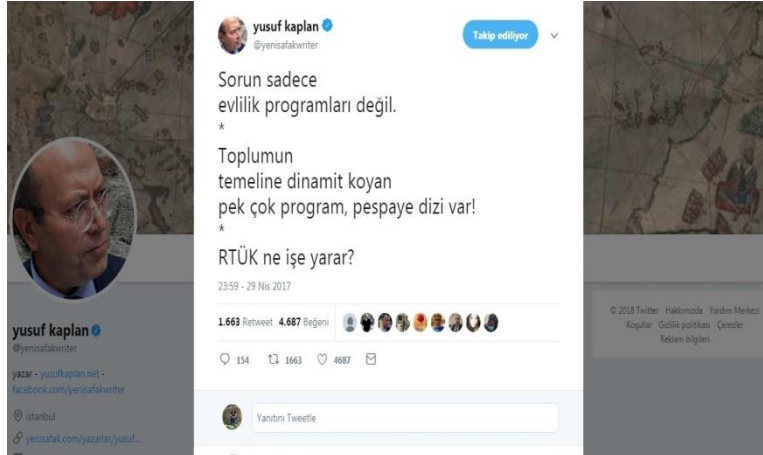 yusuf kaplan
@yenisafakwriter
Takip ediliyor
Sorun sadece
evlilik programları değil.
*
Toplumun
temeline dinamit koyan
pek çok program, pespaye dizi var!
*
RTÜK ne işe yarar?
23:59 - 29 Nis 2017
1.663 Retweet 4.687 Beğeni
154 1663 4687
Yanıtını Tweetle
yusuf kaplan
@yenisafakwriter
yazar - yusufkaplan.net -
facebook.com/yenisafakwriter
istanbul
yenisafak.com/yazarlar/yusuf...
© 2018 Twitter Hakkımızda Yardım Merkezi
Koşullar Gizlilik politikası Çerezler
Reklam bilgileri